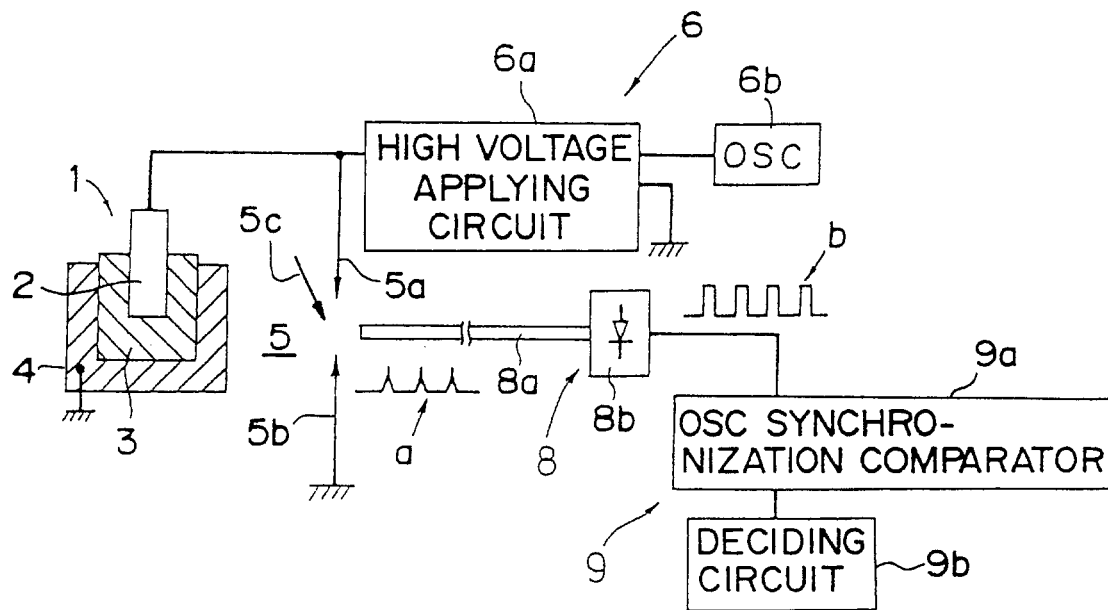 6
6a
6b
HIGH VOLTAGE
APPLYING
CIRCUIT
OSC
1
5c
b
2
5a
5
4
8a
8b
9a
3
5b
a
8
OSC SYNCHRO-
NIZATION COMPARATOR
9
DECIDING
CIRCUIT
9b